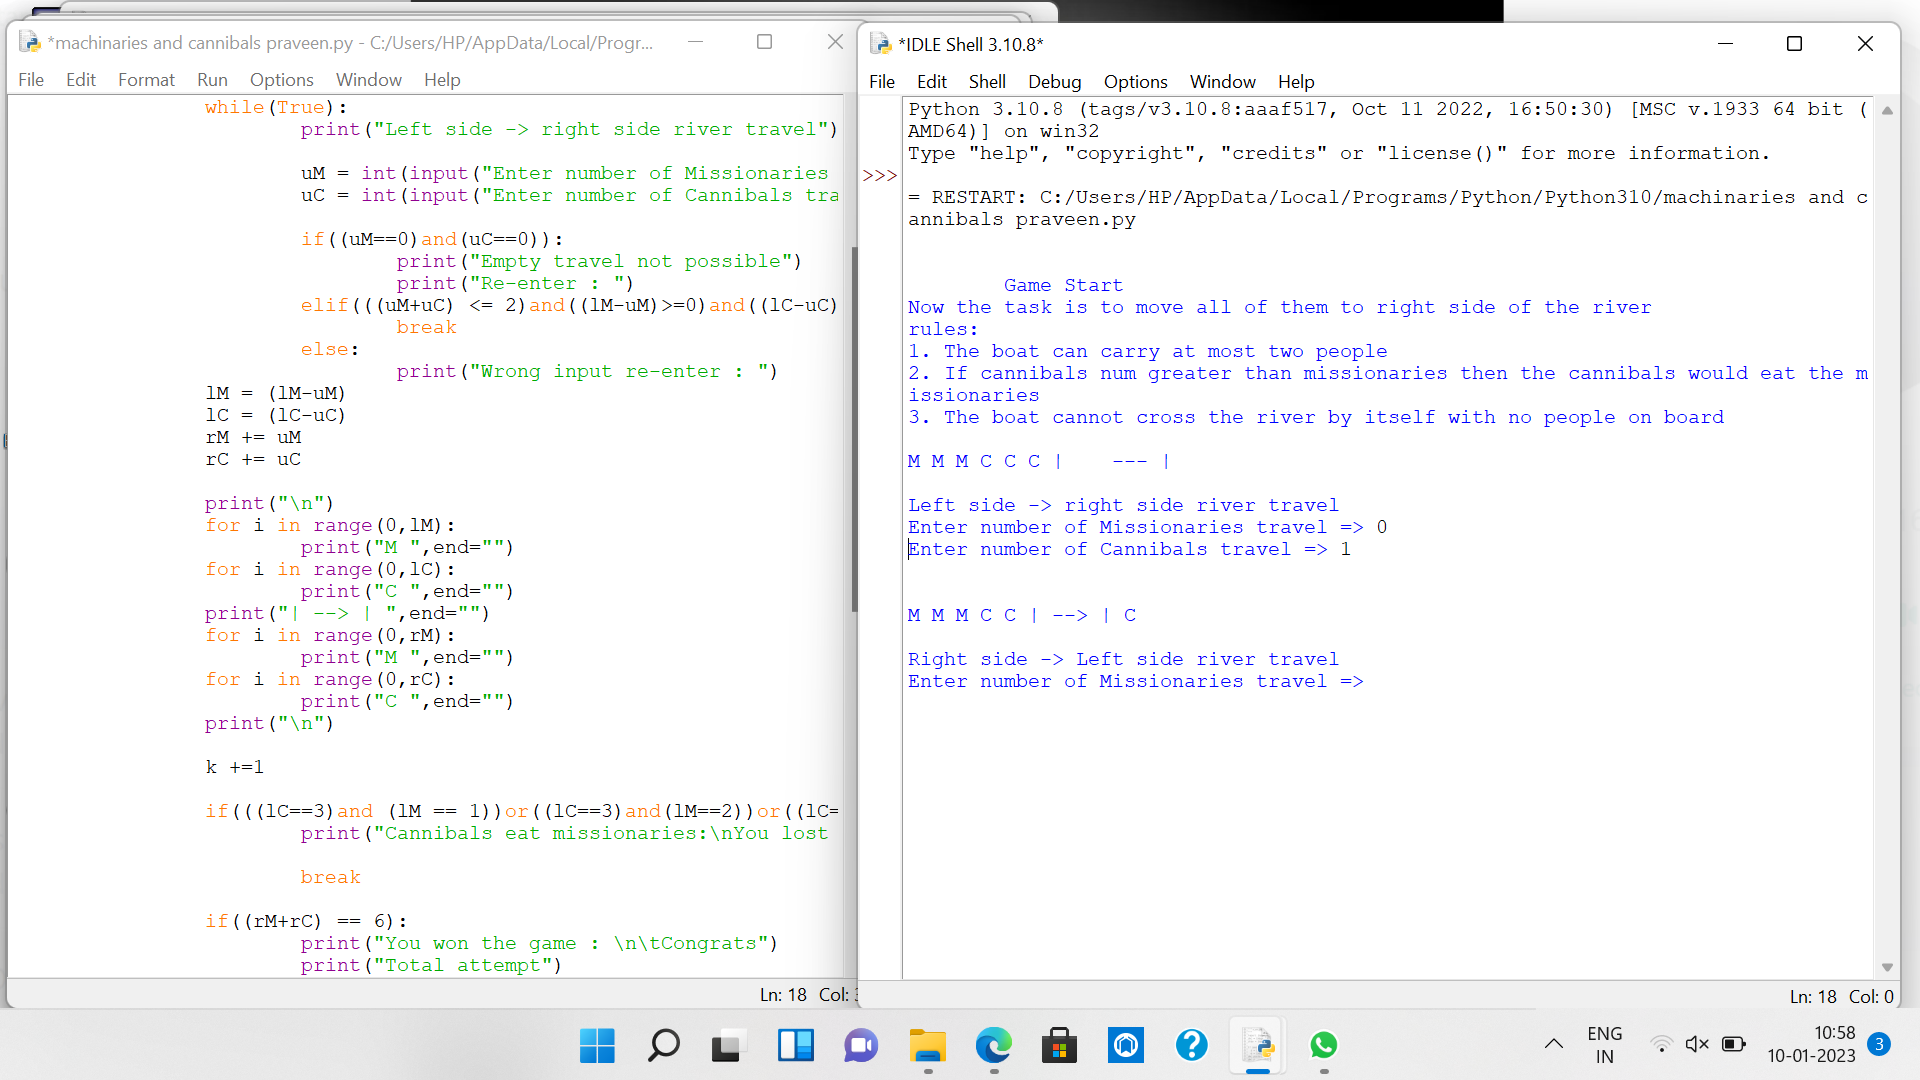 *machinaries and cannibals praveen.py - C:/Users/HP/AppData/Local/Progr...
File Edit Format Run Options Window Help
while(True):
print("Left side -> right side river travel")
uM = int(input("Enter number of Missionaries
uC = int(input("Enter number of Cannibals tra
if((uM==0)and(uC==0)):
print("Empty travel not possible")
print("Re-enter : ")
elif(((uM+uC) <= 2)and((lM-uM)>=0)and((lC-uC)
break
else:
print("Wrong input re-enter : ")
lM = (lM-uM)
lC = (lC-uC)
rM += uM
rC += uC
print("\n")
for i in range(0,lM):
print("M ",end="")
for i in range(0,lC):
print("C ",end="")
print("| --> | ",end="")
for i in range(0,rM):
print("M ",end="")
for i in range(0,rC):
print("C ",end="")
print("\n")
k +=1
if(((lC==3)and (lM == 1))or((lC==3)and(lM==2))or((lC=
print("Cannibals eat missionaries:\nYou lost
break
if((rM+rC) == 6):
print("You won the game : \n\tCongrats")
print("Total attempt")
Ln: 18 Col:
*IDLE Shell 3.10.8*
File Edit Shell Debug Options Window Help
Python 3.10.8 (tags/v3.10.8:aaaf517, Oct 11 2022, 16:50:30) [MSC v.1933 64 bit (
AMD64)] on win32
Type "help", "copyright", "credits" or "license()" for more information.
>>>
= RESTART: C:/Users/HP/AppData/Local/Programs/Python/Python310/machinaries and c
annibals praveen.py
Game Start
Now the task is to move all of them to right side of the river
rules:
1. The boat can carry at most two people
2. If cannibals num greater than missionaries then the cannibals would eat the m
issionaries
3. The boat cannot cross the river by itself with no people on board
M M M C C C |    --- |
Left side -> right side river travel
Enter number of Missionaries travel => 0
Enter number of Cannibals travel => 1
M M M C C | --> | C
Right side -> Left side river travel
Enter number of Missionaries travel =>
Ln: 18 Col: 0
ENG
IN
10:58
10-01-2023
3